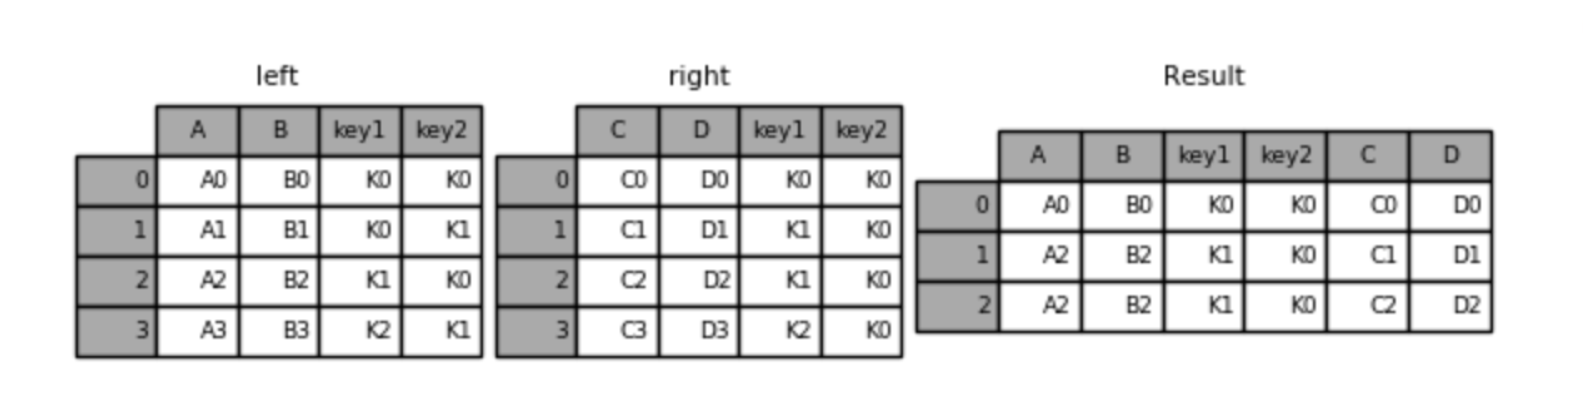 left
A B key1 key2
0 A0 B0 K0 K0
1 A1 B1 K0 K1
2 A2 B2 K1 K0
3 A3 B3 K2 K1
right
C D key1 key2
0 C0 D0 K0 K0
1 C1 D1 K1 K0
2 C2 D2 K1 K0
3 C3 D3 K2 K0
Result
A B key1 key2 C D
0 A0 B0 K0 K0 C0 D0
1 A2 B2 K1 K0 C1 D1
2 A2 B2 K1 K0 C2 D2